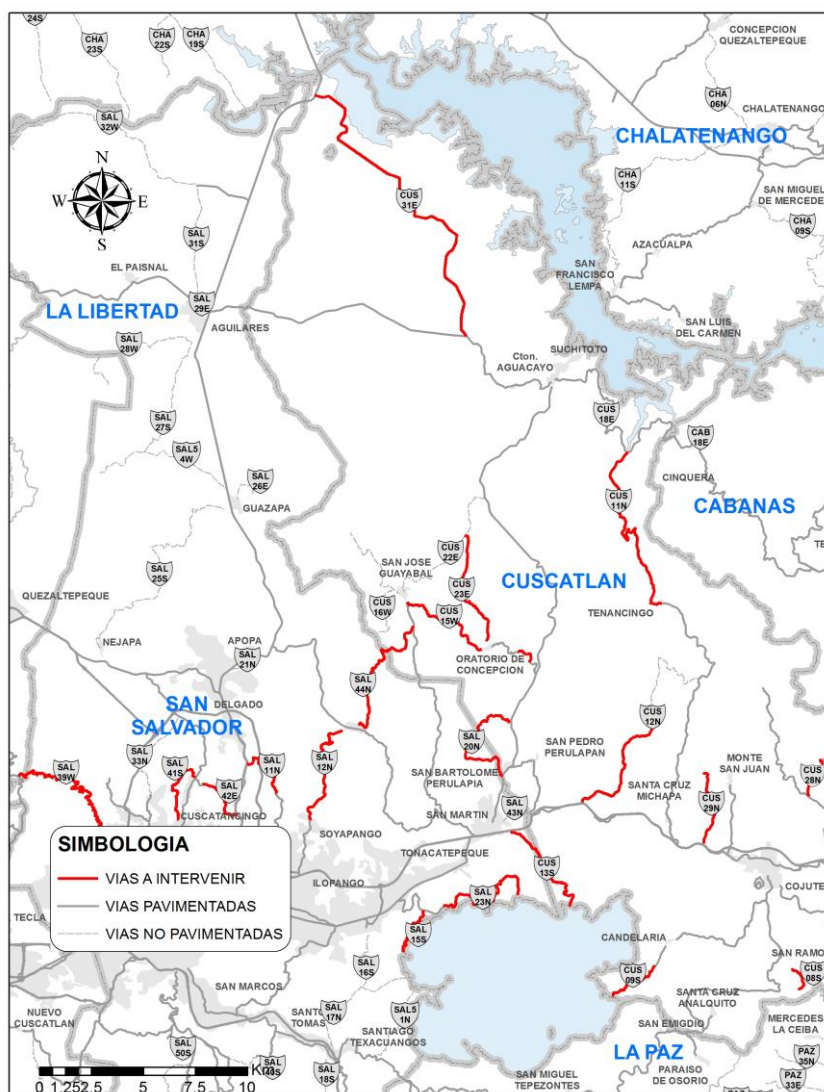 24S
CHA
23S
CHA
22S
CHA
19S
CONCEPCION
QUEZALTEPEQUE
CHA
06N
CHALATENANGO
SAL
32W
CHALATENANGO
N
W
E
S
CHA
11S
SAN MIGUEL
DE MERCEDE
CUS
31E
CHA
09S
SAL
31S
AZACUALPA
EL PAISNAL
SAN
FRANCISCO
LEMPA
SAL
29E
LA LIBERTAD
AGUILARES
SAN LUIS
DEL CARMEN
SAL
28W
SUCHITOTO
Cton.
AGUACAYO
CUS
18E
SAL
27S
CAB
18E
SAL5
4W
CINQUERA
SAL
26E
CUS
11N
CABANAS
GUAZAPA
TE
CUS
22E
SAN JOSE
GUAYABAL
SAL
25S
CUSCATLAN
CUS
23E
QUEZALTEPEQUE
CUS
16W
CUS
15W
TENANCINGO
NEJAPA
APOPA
SAL
21N
ORATORIO DE
CONCEPCION
SAL
44N
SAN
SALVADOR
DELGADO
CUS
12N
SAL
20N
SAN PEDRO
PERULAPAN
SAL
39W
SAL
33N
SAL
41S
SAL
11N
SAL
12N
MONTE
SAN JUAN
CUS
28N
SAN BARTOLOME
PERULAPIA
SAL
42E
SANTA CRUZ
MICHAPA
CUS
29N
SAL
43N
SAN MARTIN
CUSCATANCINGO
SOYAPANGO
TONACATEPEQUE
SIMBOLOGIA
VIAS A INTERVENIR
VIAS PAVIMENTADAS
VIAS NO PAVIMENTADAS
CUS
13S
ILOPANGO
COJUTE
SAL
23N
TECLA
SAL
15S
CANDELARIA
SAN RAMO
SAL
16S
CUS
09S
CUS
08S
SAN MARCOS
SANTA CRUZ
ANALQUITO
NUEVO
CUSCATLAN
SANTO
TOMAS
SAL
17N
SAL5
1N
SANTIAGO
TEXACUANGOS
SAN EMIGDIO
MERCEDES
LA CEIBA
SAL
50S
LA PAZ
PAZ
35N
SAL
18S
SAN MIGUEL
TEPEZONTES
PARAISO
DE OSORIO
PAZ
33E
0 1.25 2.5 5 7.5 10